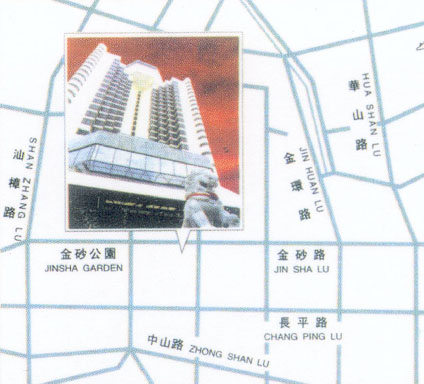 華山路
HUA SHAN LU
汕樟路
SHAN ZHANG LU
金環路
JIN HUAN LU
金砂公園
JINSHA GARDEN
金砂路
JIN SHA LU
長平路
CHANG PING LU
中山路 ZHONG SHAN LU